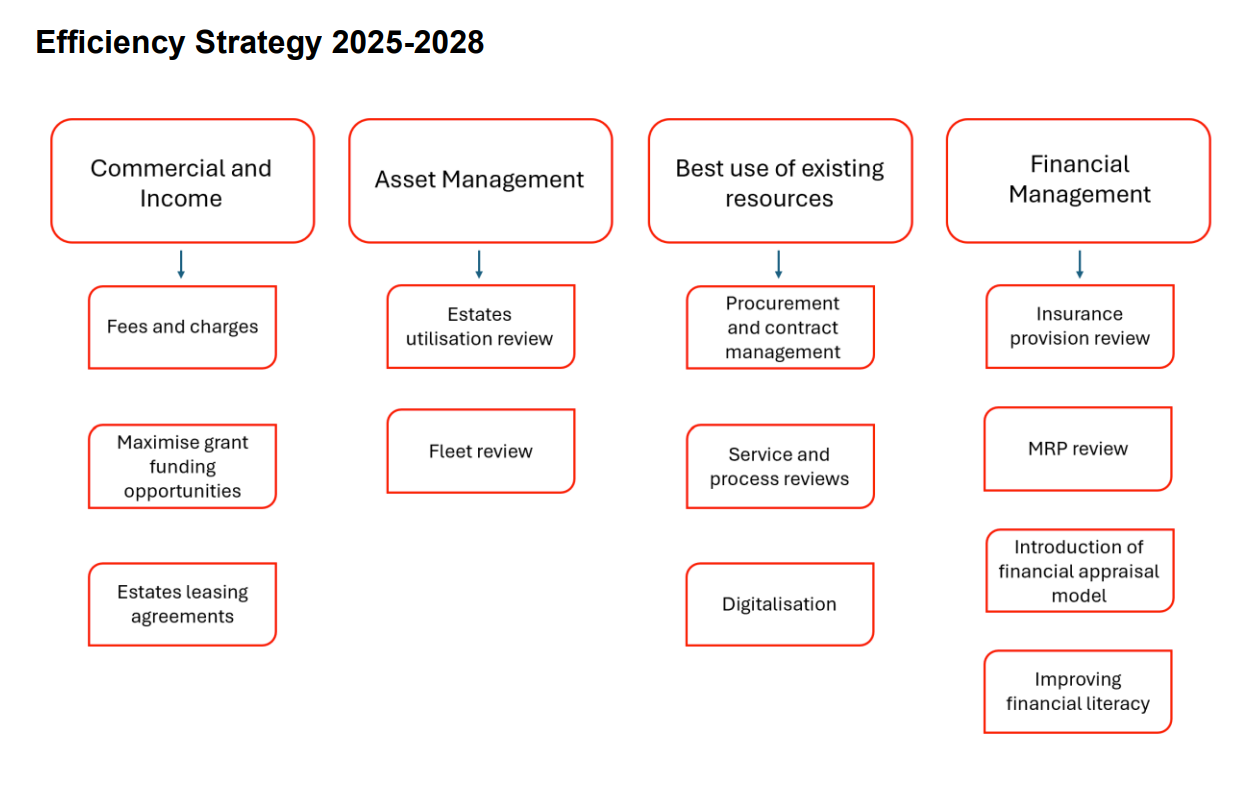 Efficiency Strategy 2025-2028
Commercial and
Income
Asset Management
Best use of existing
resources
Financial
Management
Fees and charges
Maximise grant
funding
opportunities
Estates leasing
agreements
Estates
utilisation review
Fleet review
Procurement
and contract
management
Service and
process reviews
Digitalisation
Insurance
provision review
MRP review
Introduction of
financial appraisal
model
Improving
financial literacy